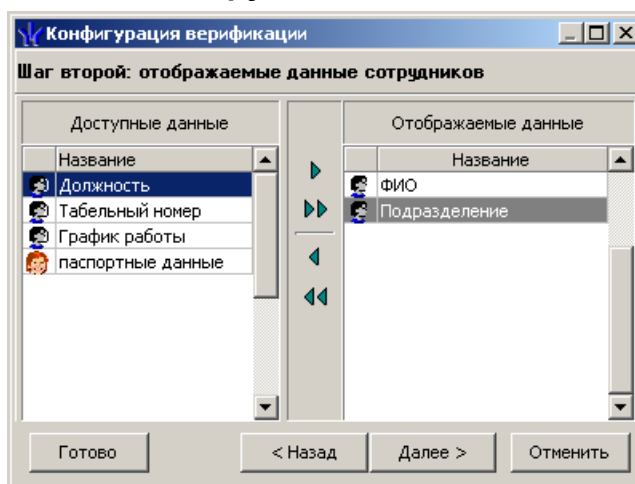 Конфигурация верификации
Шаг второй: отображаемые данные сотрудников
Доступные данные
Отображаемые данные
Название
Должность
Табельный номер
График работы
паспортные данные
Название
ФИО
Подразделение
Готово
< Назад
Далее >
Отменить